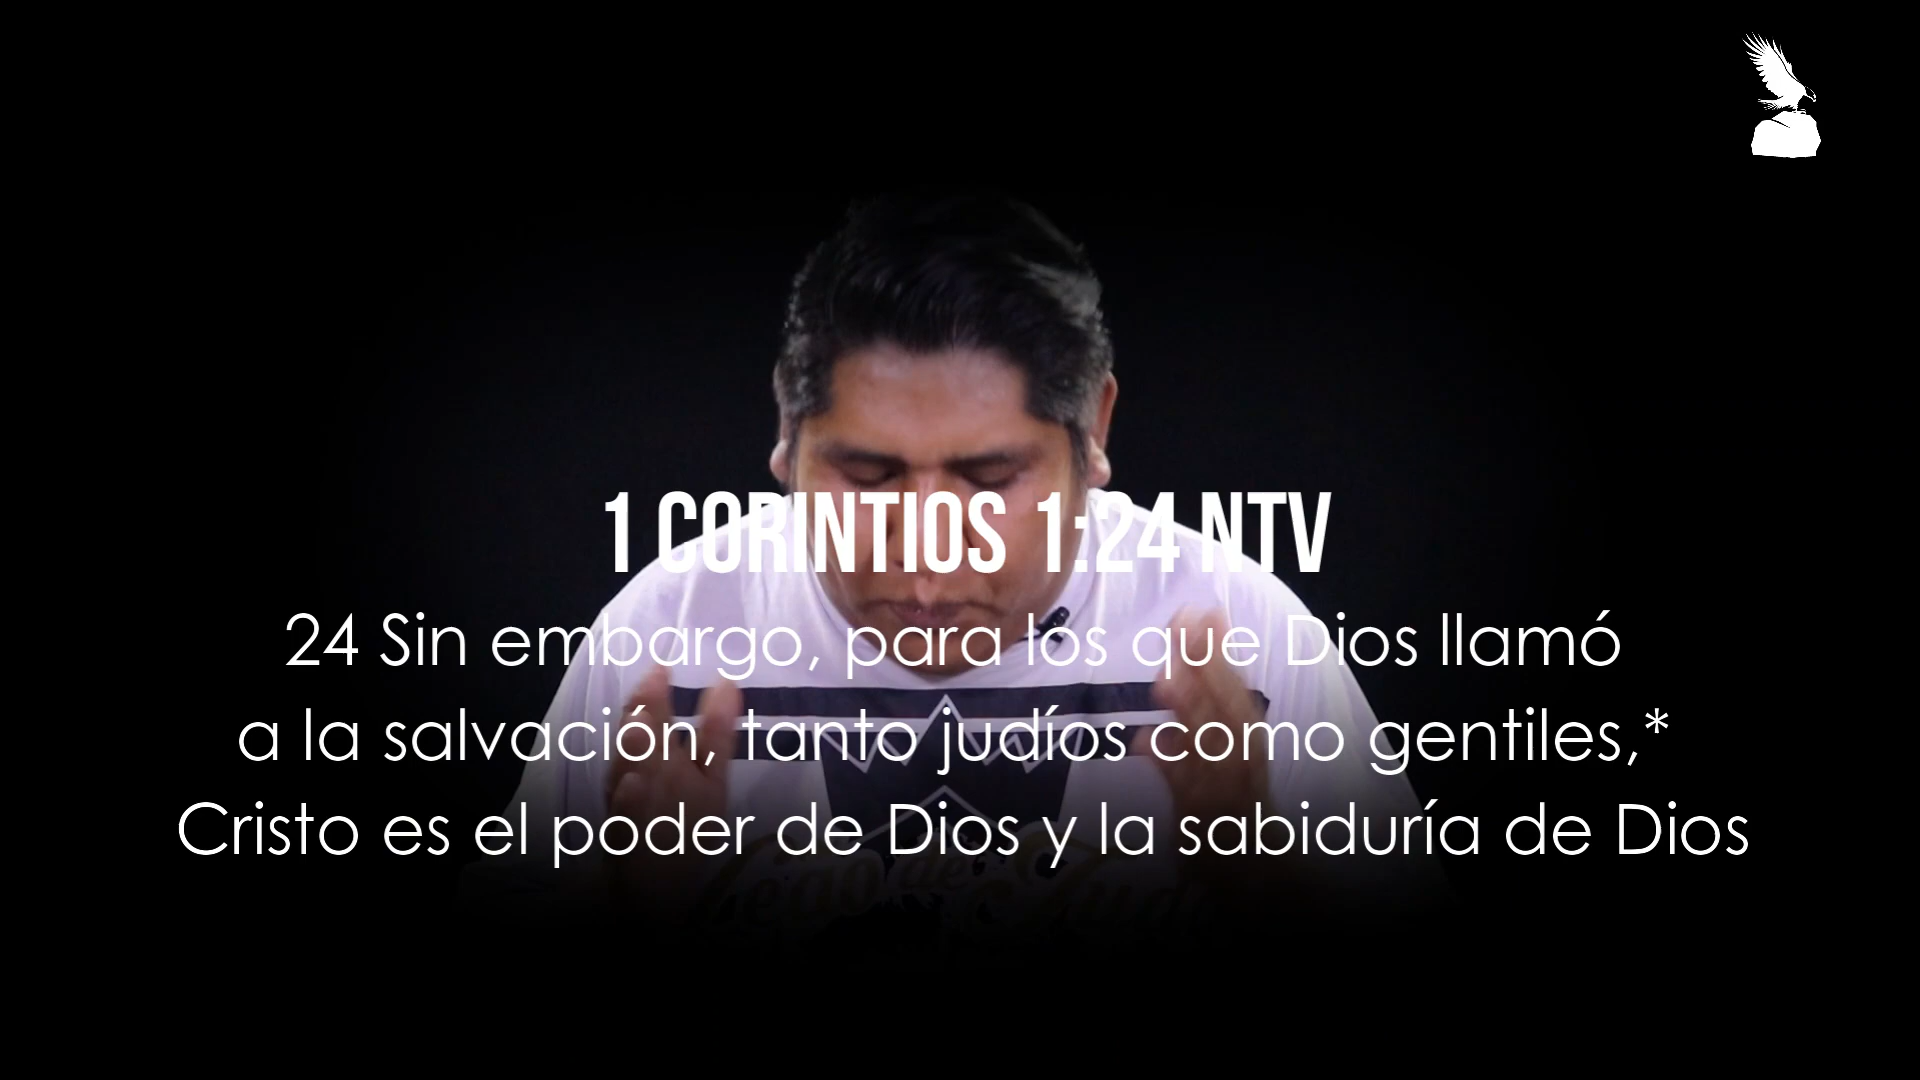 1 CORINTIOS 1:24 NTV
24 Sin embargo, para los que Dios llamó
a la salvación, tanto judíos como gentiles,*
Cristo es el poder de Dios y la sabiduría de Dios